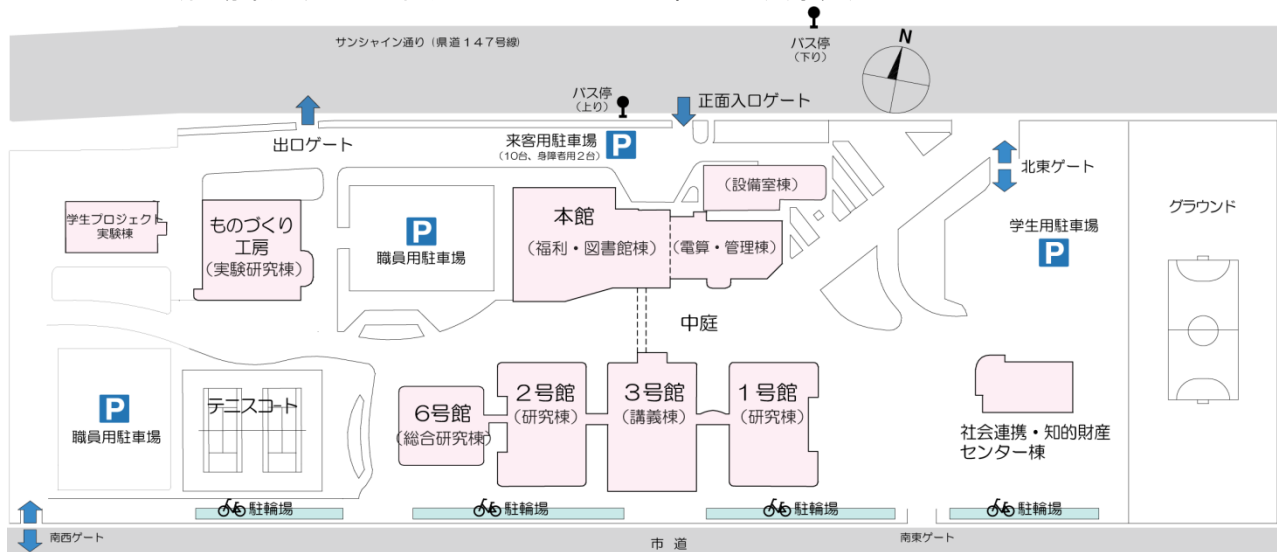 バス停
(下り)
サンシャイン通り (県道147号線)
N
バス停
(上り)
正面入口ゲート
出口ゲート
来客用駐車場
(10台、身障者用2台)
P
北東ゲート
(設備室棟)
学生プロジェクト
実験棟
ものづくり
工房
(実験研究棟)
P
職員用駐車場
本館
(福利・図書館棟)
(電算・管理棟)
学生用駐車場
P
グラウンド
中庭
P
職員用駐車場
テニスコート
6号館
(総合研究棟)
2号館
(研究棟)
3号館
(講義棟)
1号館
(研究棟)
社会連携・知的財産
センター棟
駐輪場
駐輪場
駐輪場
駐輪場
南西ゲート
市 道
南東ゲート